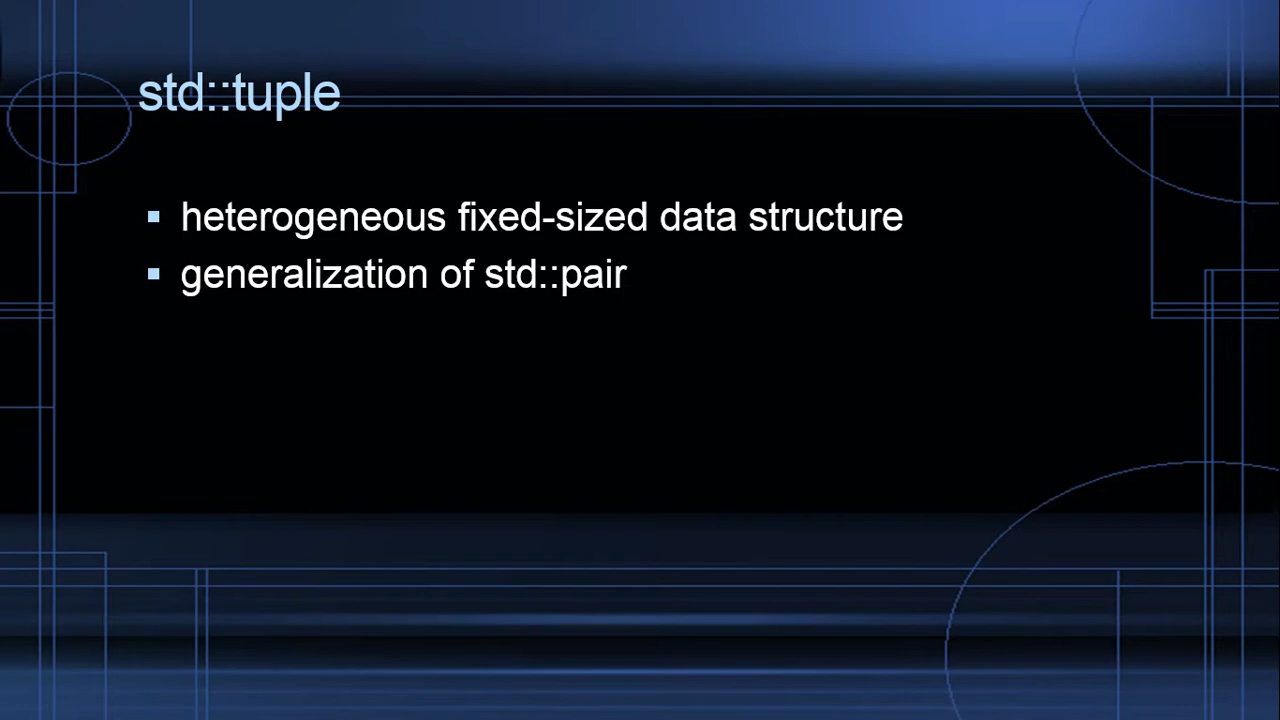 std::tuple
heterogeneous fixed-sized data structure
generalization of std::pair